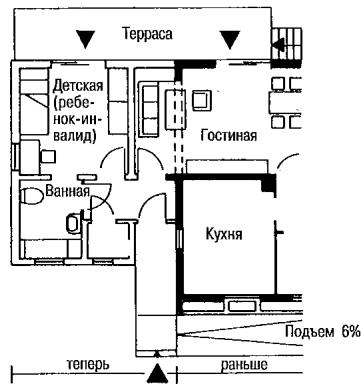 Терраса
Детская
(ребе-
нок-ин-
валид)
Гостиная
Ванная
Кухня
Подъем 6%
теперь
раньше